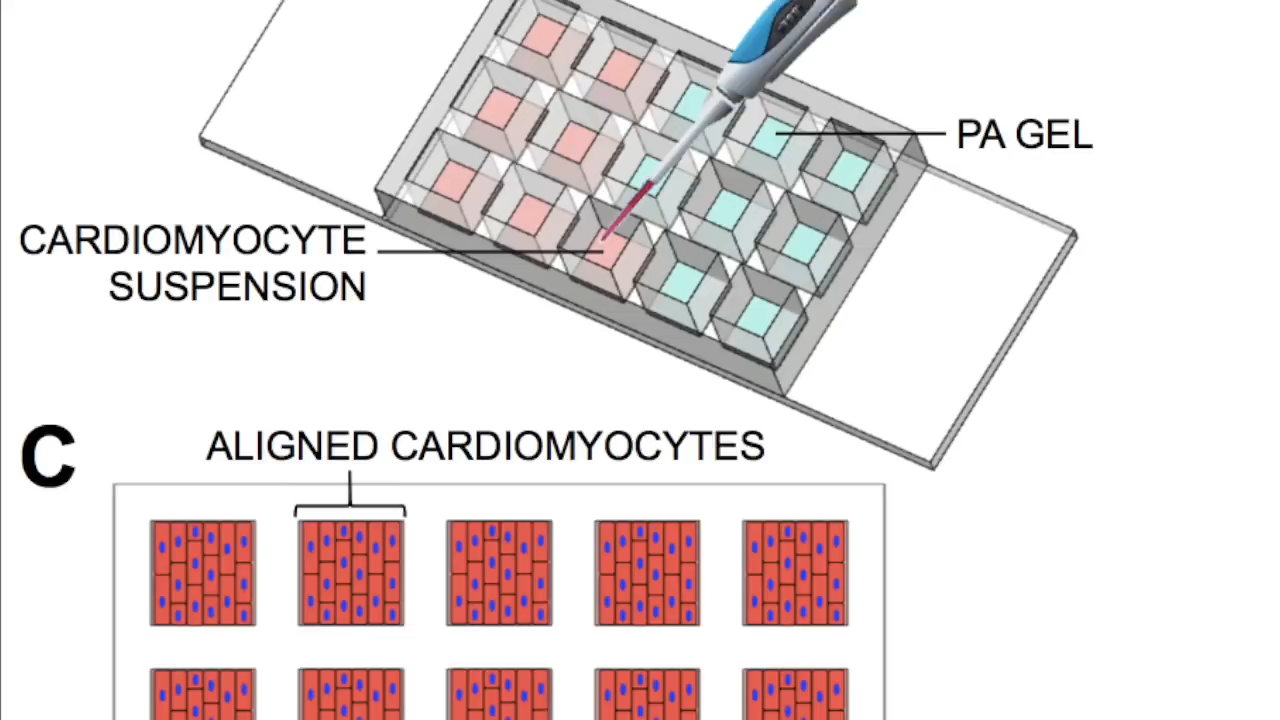 PA GEL
CARDIOMYOCYTE
SUSPENSION
C
ALIGNED CARDIOMYOCYTES